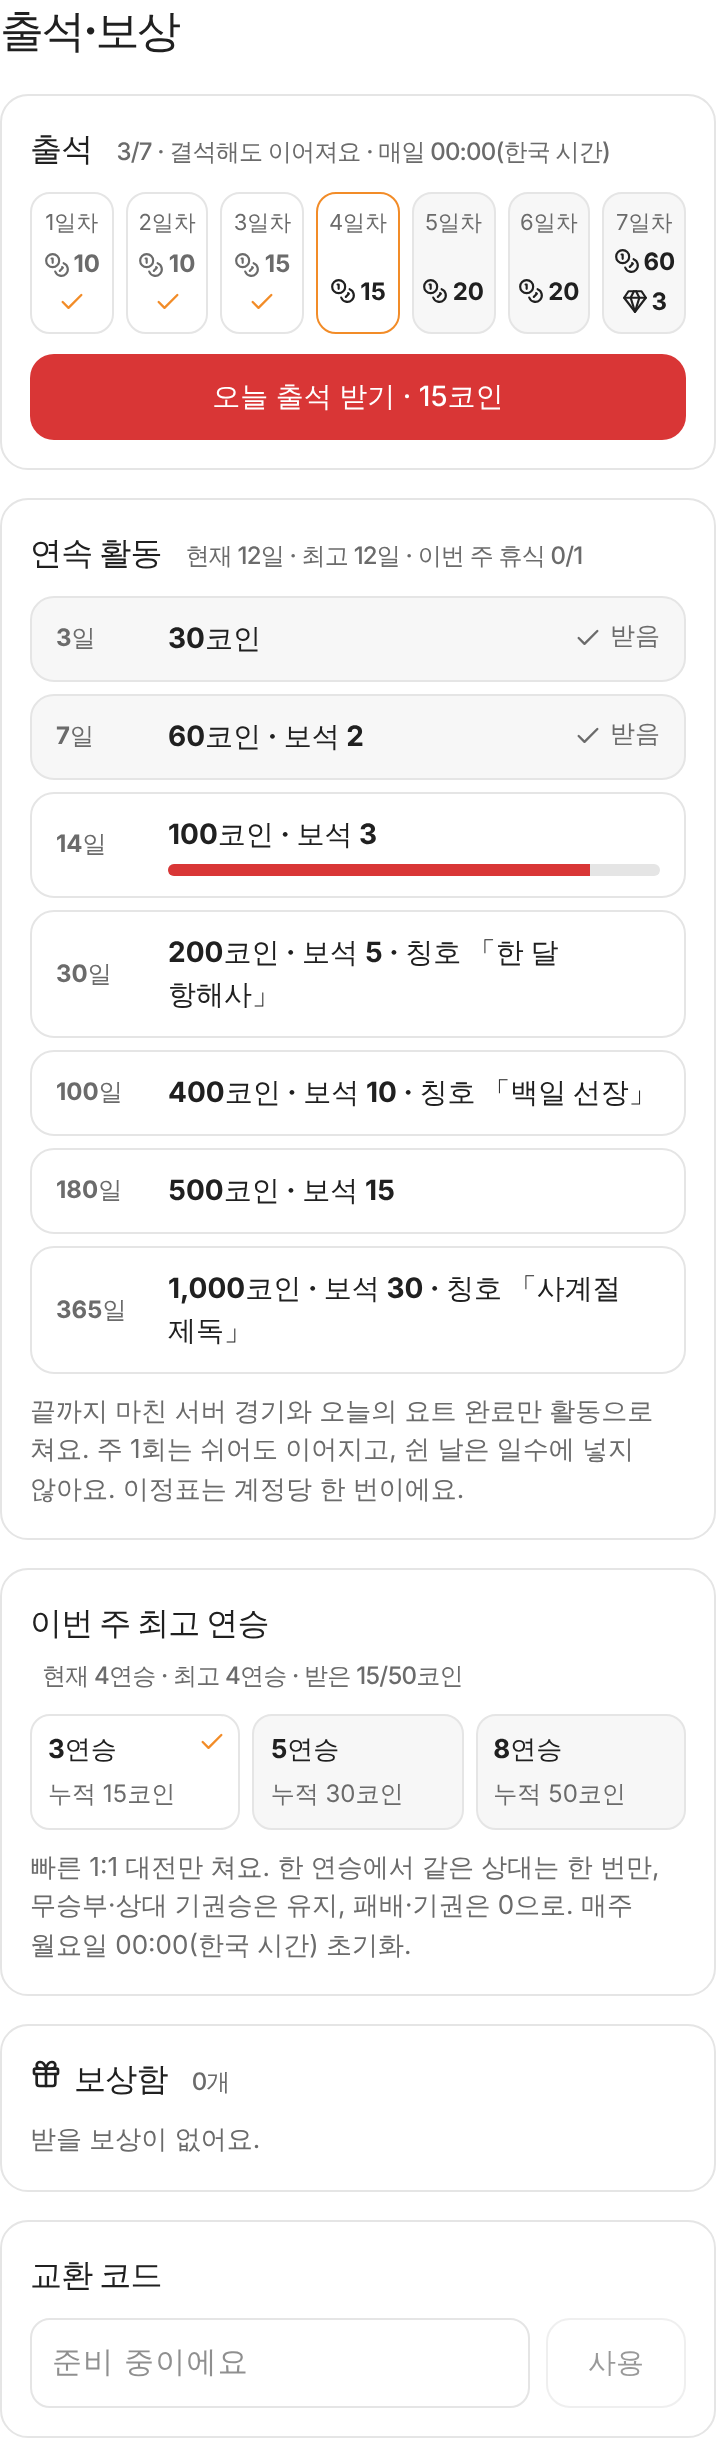 출석·보상
출석 3/7 · 결석해도 이어져요 · 매일 00:00(한국 시간)
1일차 2일차 3일차 4일차 5일차 6일차 7일차
10 10 15 15 20 20 60
3
오늘 출석 받기 · 15코인
연속 활동 현재 12일 · 최고 12일 · 이번 주 휴식 0/1
3일 30코인 받음
7일 60코인 · 보석 2 받음
14일 100코인 · 보석 3
30일 200코인 · 보석 5 · 칭호 「한 달
항해사」
100일 400코인 · 보석 10 · 칭호 「백일 선장」
180일 500코인 · 보석 15
365일 1,000코인 · 보석 30 · 칭호 「사계절
제독」
끝까지 마친 서버 경기와 오늘의 요트 완료만 활동으로
쳐요. 주 1회는 쉬어도 이어지고, 쉰 날은 일수에 넣지
않아요. 이정표는 계정당 한 번이에요.
이번 주 최고 연승
현재 4연승 · 최고 4연승 · 받은 15/50코인
3연승 5연승 8연승
누적 15코인 누적 30코인 누적 50코인
빠른 1:1 대전만 쳐요. 한 연승에서 같은 상대는 한 번만,
무승부·상대 기권승은 유지, 패배·기권은 0으로. 매주
월요일 00:00(한국 시간) 초기화.
보상함 0개
받을 보상이 없어요.
교환 코드
준비 중이에요 사용